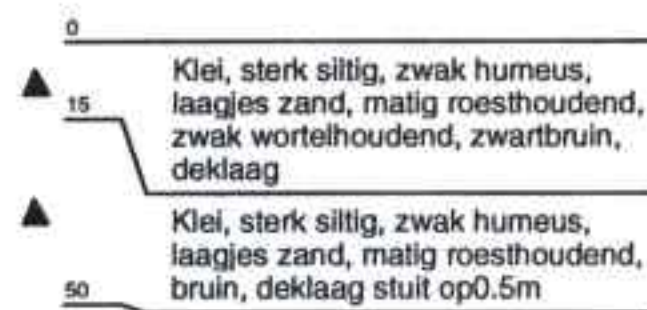 0
Klei, sterk siltig, zwak humeus,
laagjes zand, matig roesthoudend,
15
zwak wortelhoudend, zwartbruin,
deklaag
Klei, sterk siltig, zwak humeus,
laagjes zand, matig roesthoudend,
50
bruin, deklaag stuit op0.5m